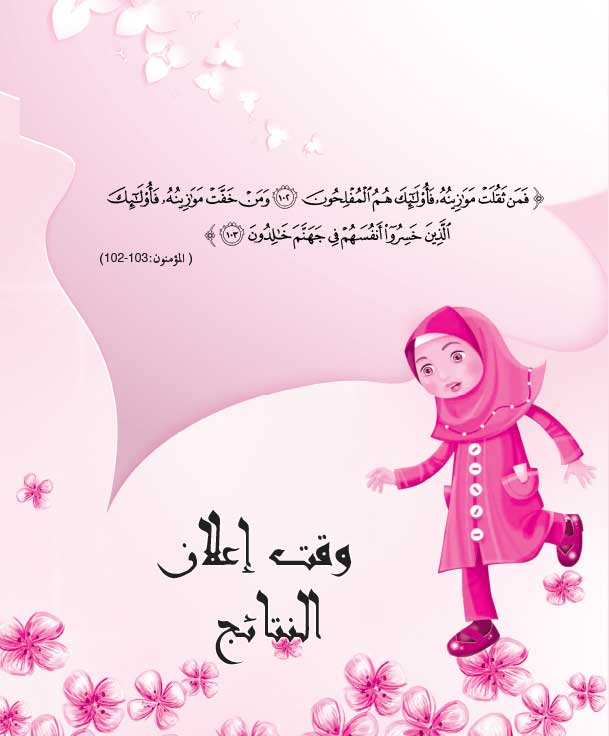 ﴿ فَمَن ثَقُلَتْ مَوَٰزِينُهُۥ فَأُو۟لَـٰٓئِكَ هُمُ ٱلْمُفْلِحُونَ ١٠٢ وَمَنْ خَفَّتْ مَوَٰزِينُهُۥ فَأُو۟لَـٰٓئِكَ
ٱلَّذِينَ خَسِرُوٓا۟ أَنفُسَهُمْ فِى جَهَنَّمَ خَـٰلِدُونَ ١٠٣ ﴾
( المؤمنون:103-102)
وقت إعلان
النتائج